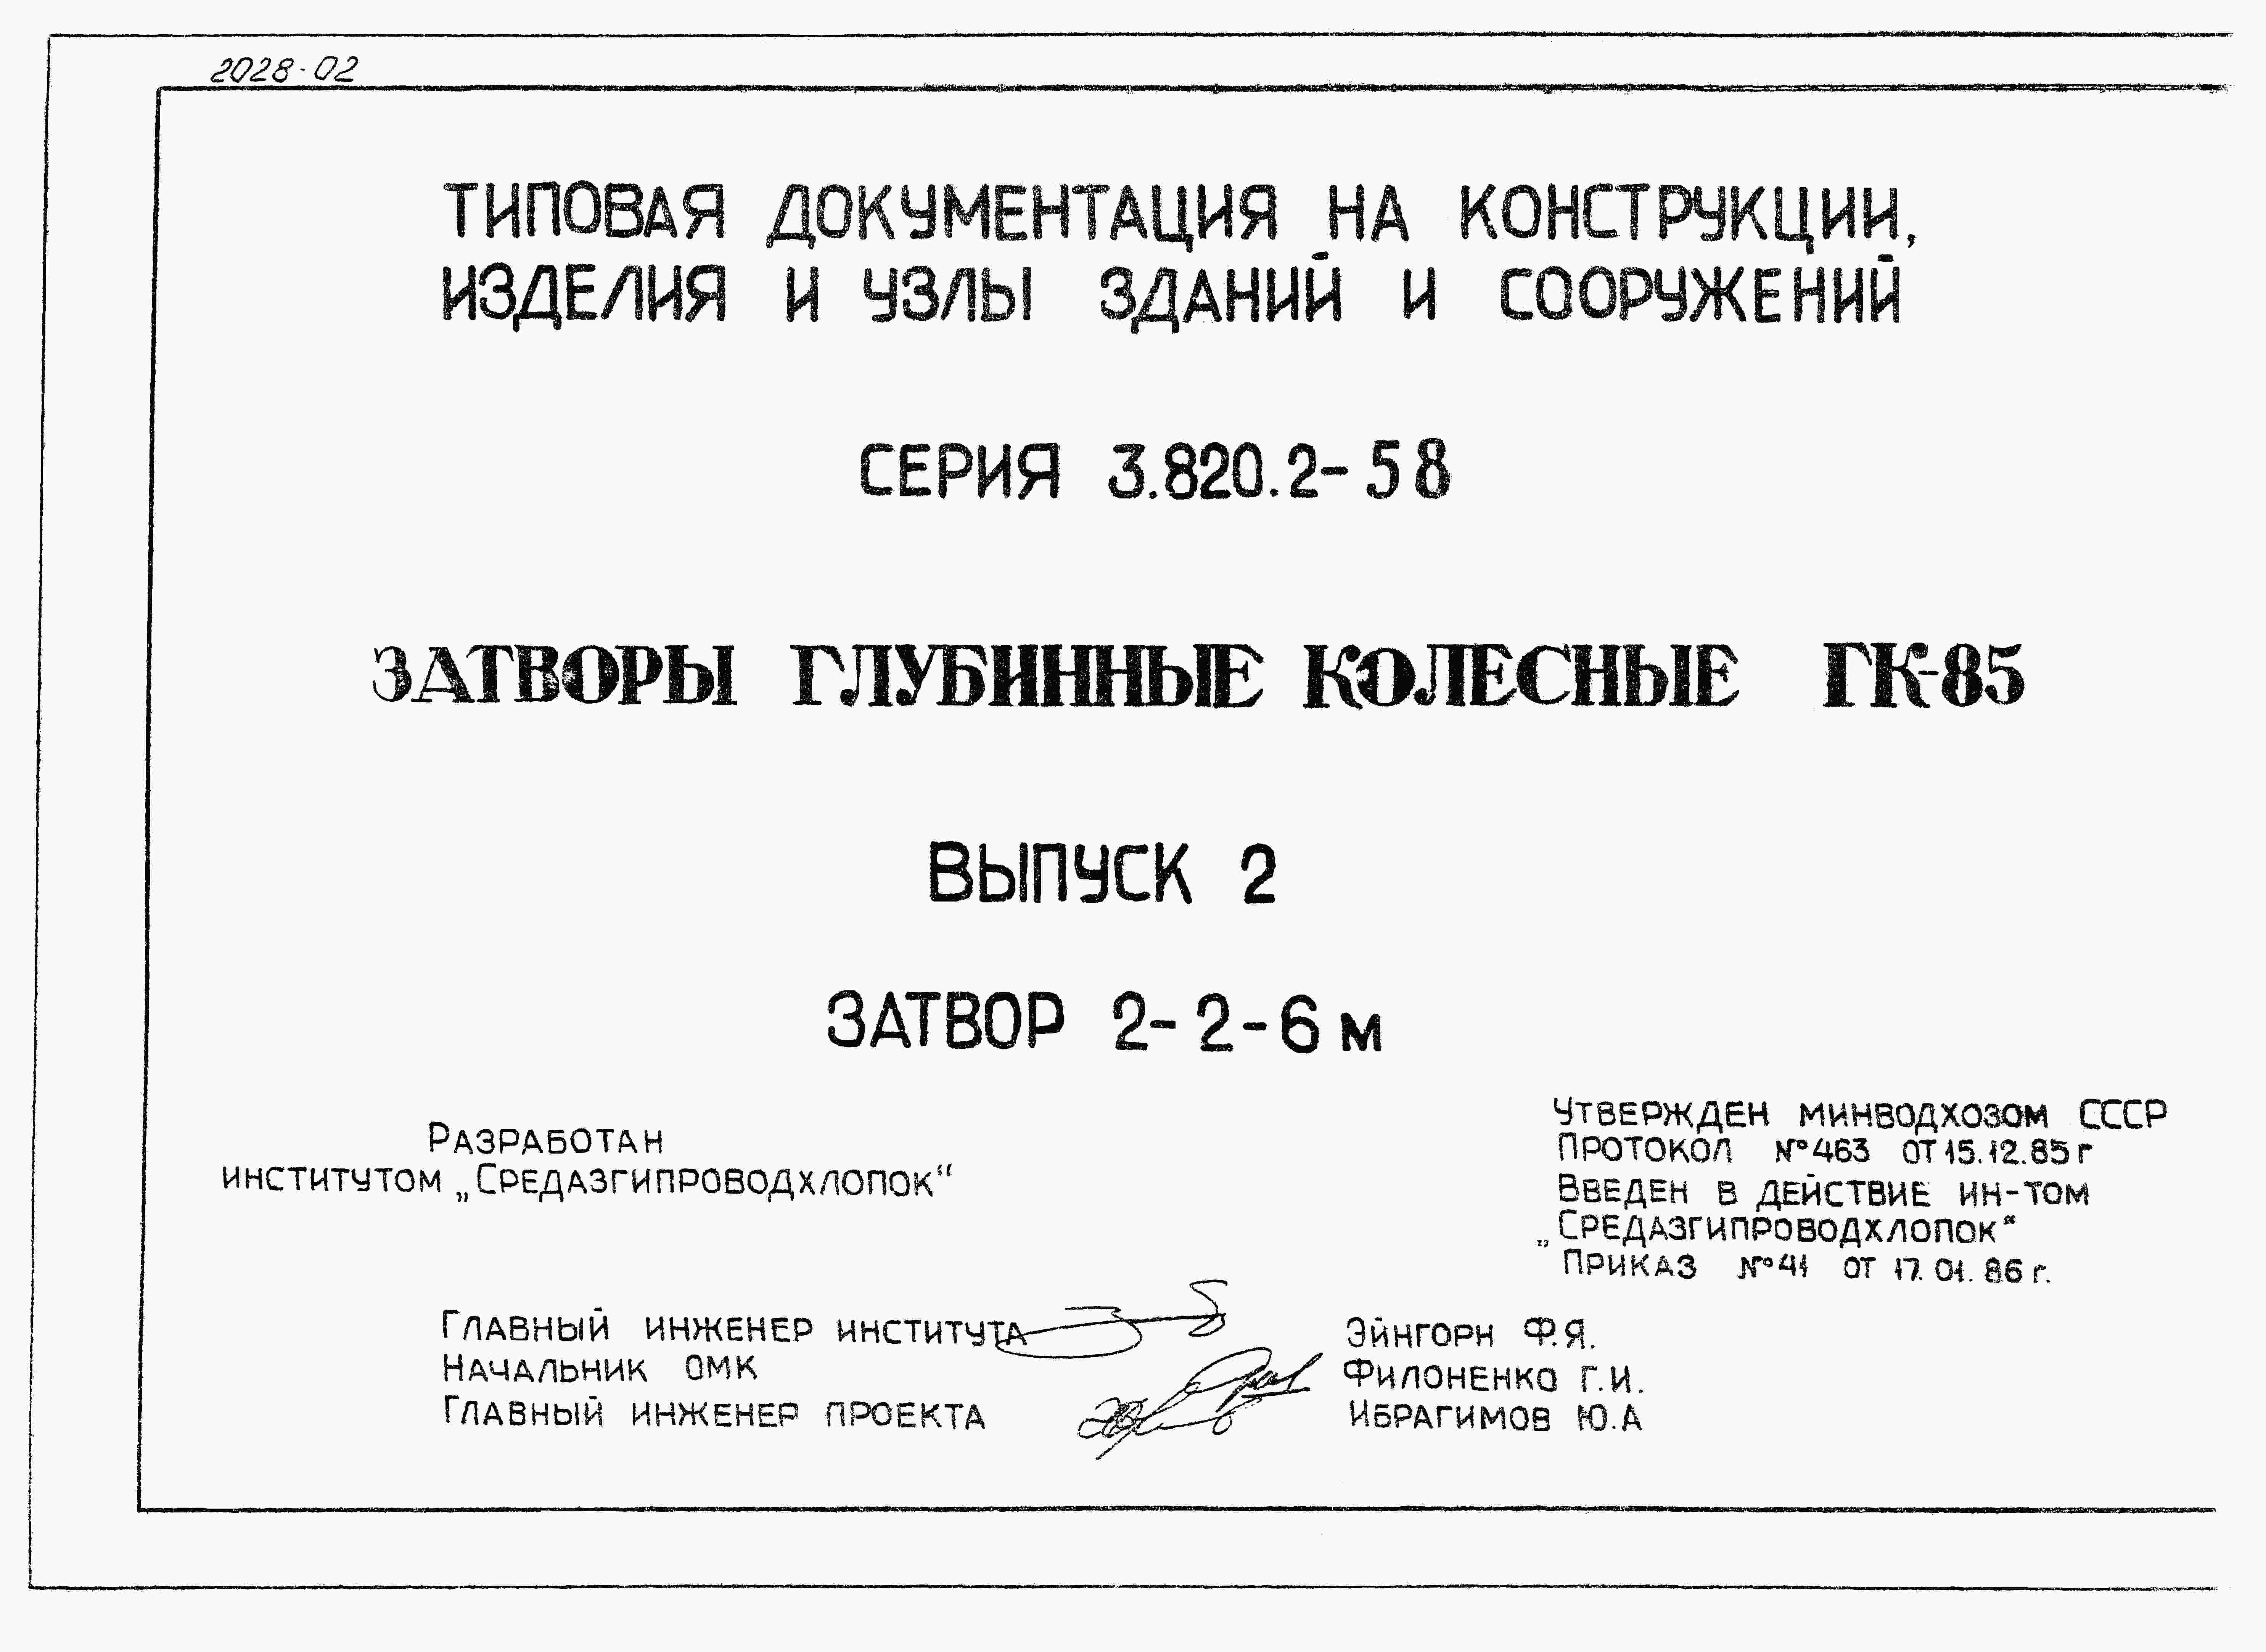 2028-02
ТИПОВАЯ ДОКУМЕНТАЦИЯ НА КОНСТРУКЦИИ,
ИЗДЕЛИЯ И УЗЛЫ ЗДАНИЙ И СООРУЖЕНИЙ
СЕРИЯ 3.820.2-58
ЗАТВОРЫ ГЛУБИННЫЕ КОЛЕСНЫЕ ГК-85
ВЫПУСК 2
ЗАТВОР 2-2-6 м
РАЗРАБОТАН
ИНСТИТУТОМ „СРЕДАЗГИПРОВОДХЛОПОК“
УТВЕРЖДЕН МИНВОДХОЗОМ СССР
ПРОТОКОЛ №463 ОТ 15.12.85 г
ВВЕДЕН В ДЕЙСТВИЕ ИН-ТОМ
„СРЕДАЗГИПРОВОДХЛОПОК“
ПРИКАЗ №41 ОТ 17.01.86 г.
ГЛАВНЫЙ ИНЖЕНЕР ИНСТИТУТА ЭЙНГОРН Ф.Я.
НАЧАЛЬНИК ОМК ФИЛОНЕНКО Г.И.
ГЛАВНЫЙ ИНЖЕНЕР ПРОЕКТА ИБРАГИМОВ Ю.А